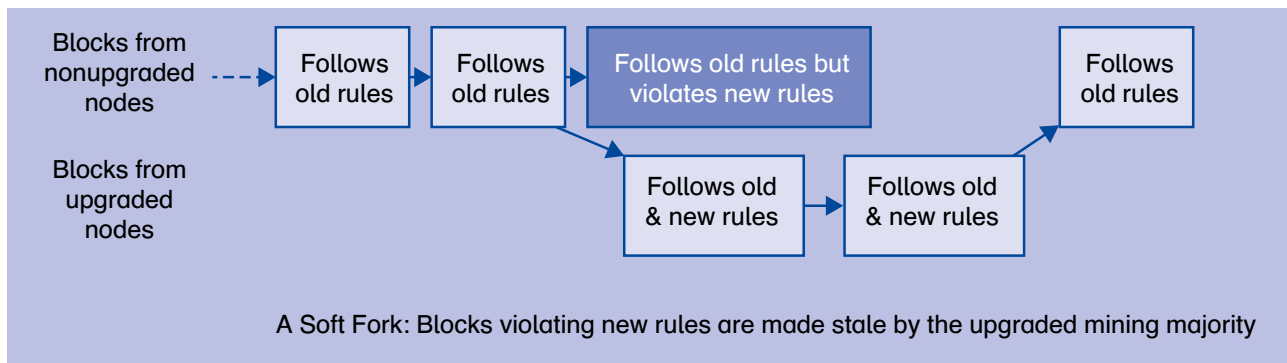 Blocks from
nonupgraded
nodes
Follows
old rules
Follows
old rules
Follows old rules but
violates new rules
Follows
old rules
Blocks from
upgraded
nodes
Follows old
& new rules
Follows old
& new rules
A Soft Fork: Blocks violating new rules are made stale by the upgraded mining majority